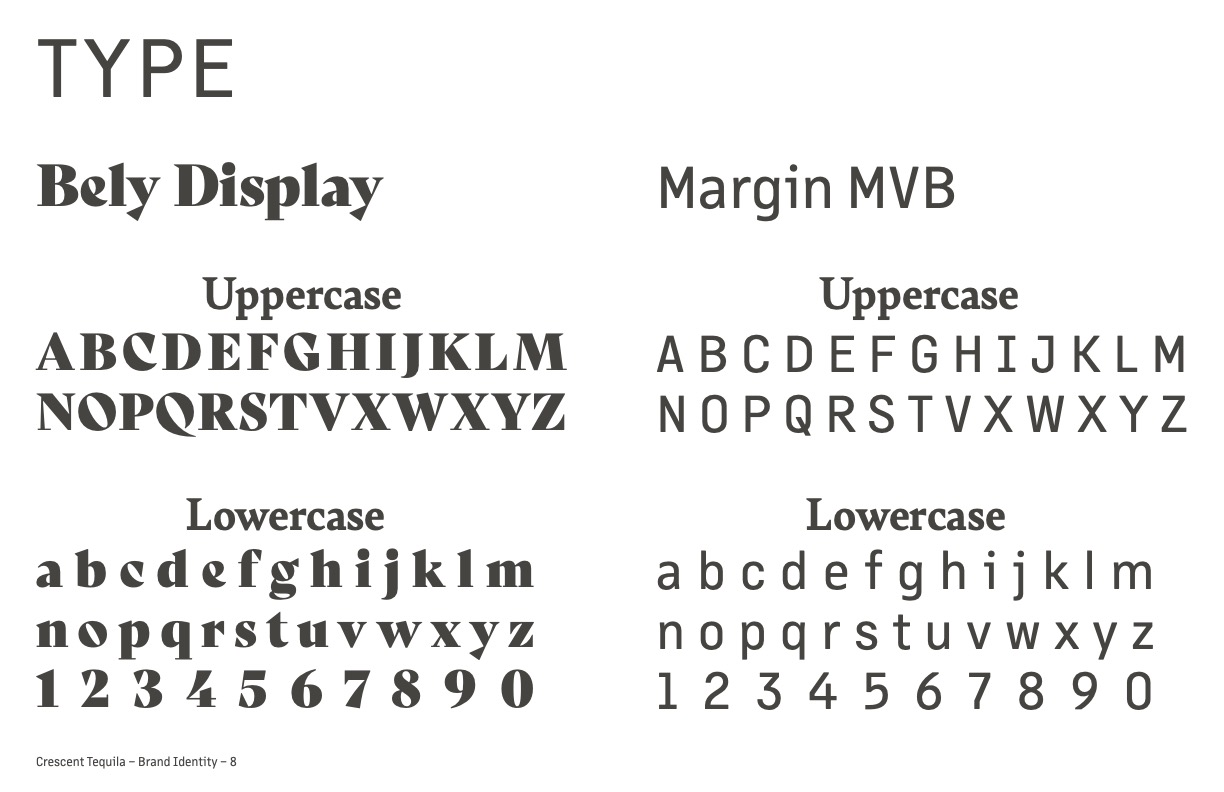 TYPE
Bely Display
Uppercase
ABCDEFGHIJKLM
NOPQRSTVXWXYZ
Lowercase
a b c d e f g h i j k l m
n o p q r s t u v w x y z
1 2 3 4 5 6 7 8 9 0
Margin MVB
Uppercase
A B C D E F G H I J K L M
N O P Q R S T V X W X Y Z
Lowercase
a b c d e f g h i j k l m
n o p q r s t u v w x y z
1 2 3 4 5 6 7 8 9 0
Crescent Tequila – Brand Identity – 8